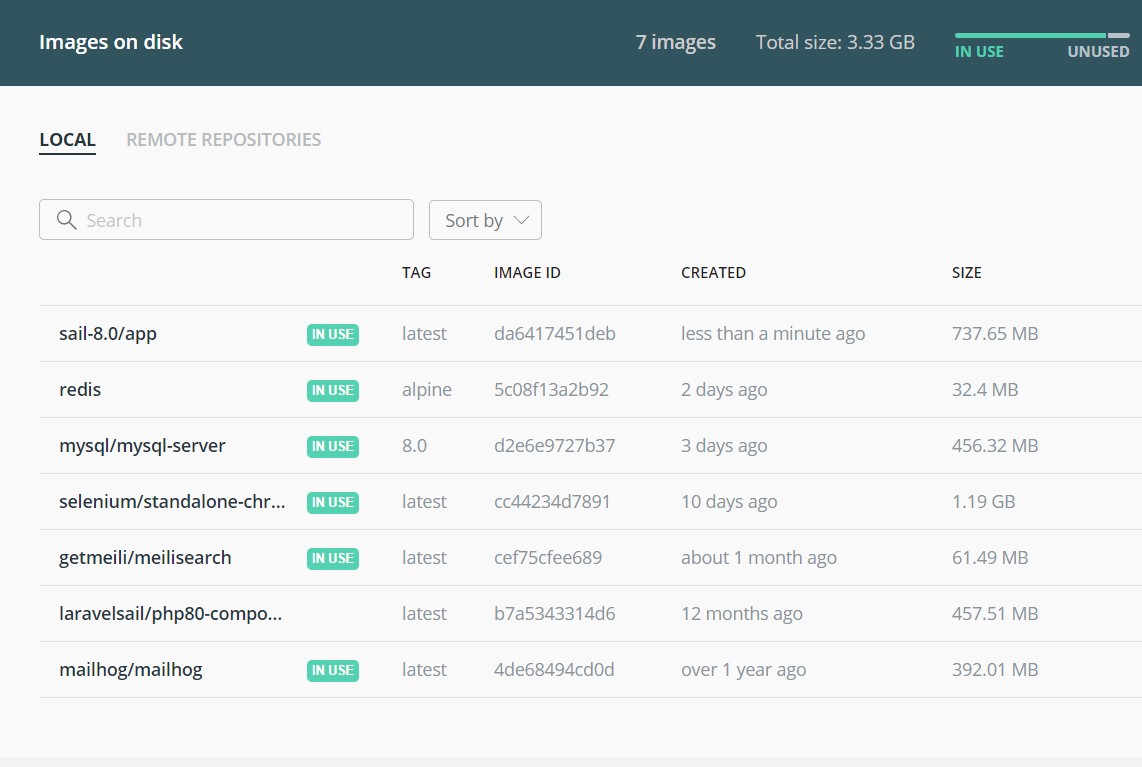 Images on disk 7 images Total size: 3.33 GB IN USE UNUSED
LOCAL REMOTE REPOSITORIES
Search Sort by
TAG IMAGE ID CREATED SIZE
sail-8.0/app IN USE latest da6417451deb less than a minute ago 737.65 MB
redis IN USE alpine 5c08f13a2b92 2 days ago 32.4 MB
mysql/mysql-server IN USE 8.0 d2e6e9727b37 3 days ago 456.32 MB
selenium/standalone-chr... IN USE latest cc44234d7891 10 days ago 1.19 GB
getmeili/meilisearch IN USE latest cef75cfee689 about 1 month ago 61.49 MB
laravelsail/php80-compo... latest b7a5343314d6 12 months ago 457.51 MB
mailhog/mailhog IN USE latest 4de68494cd0d over 1 year ago 392.01 MB